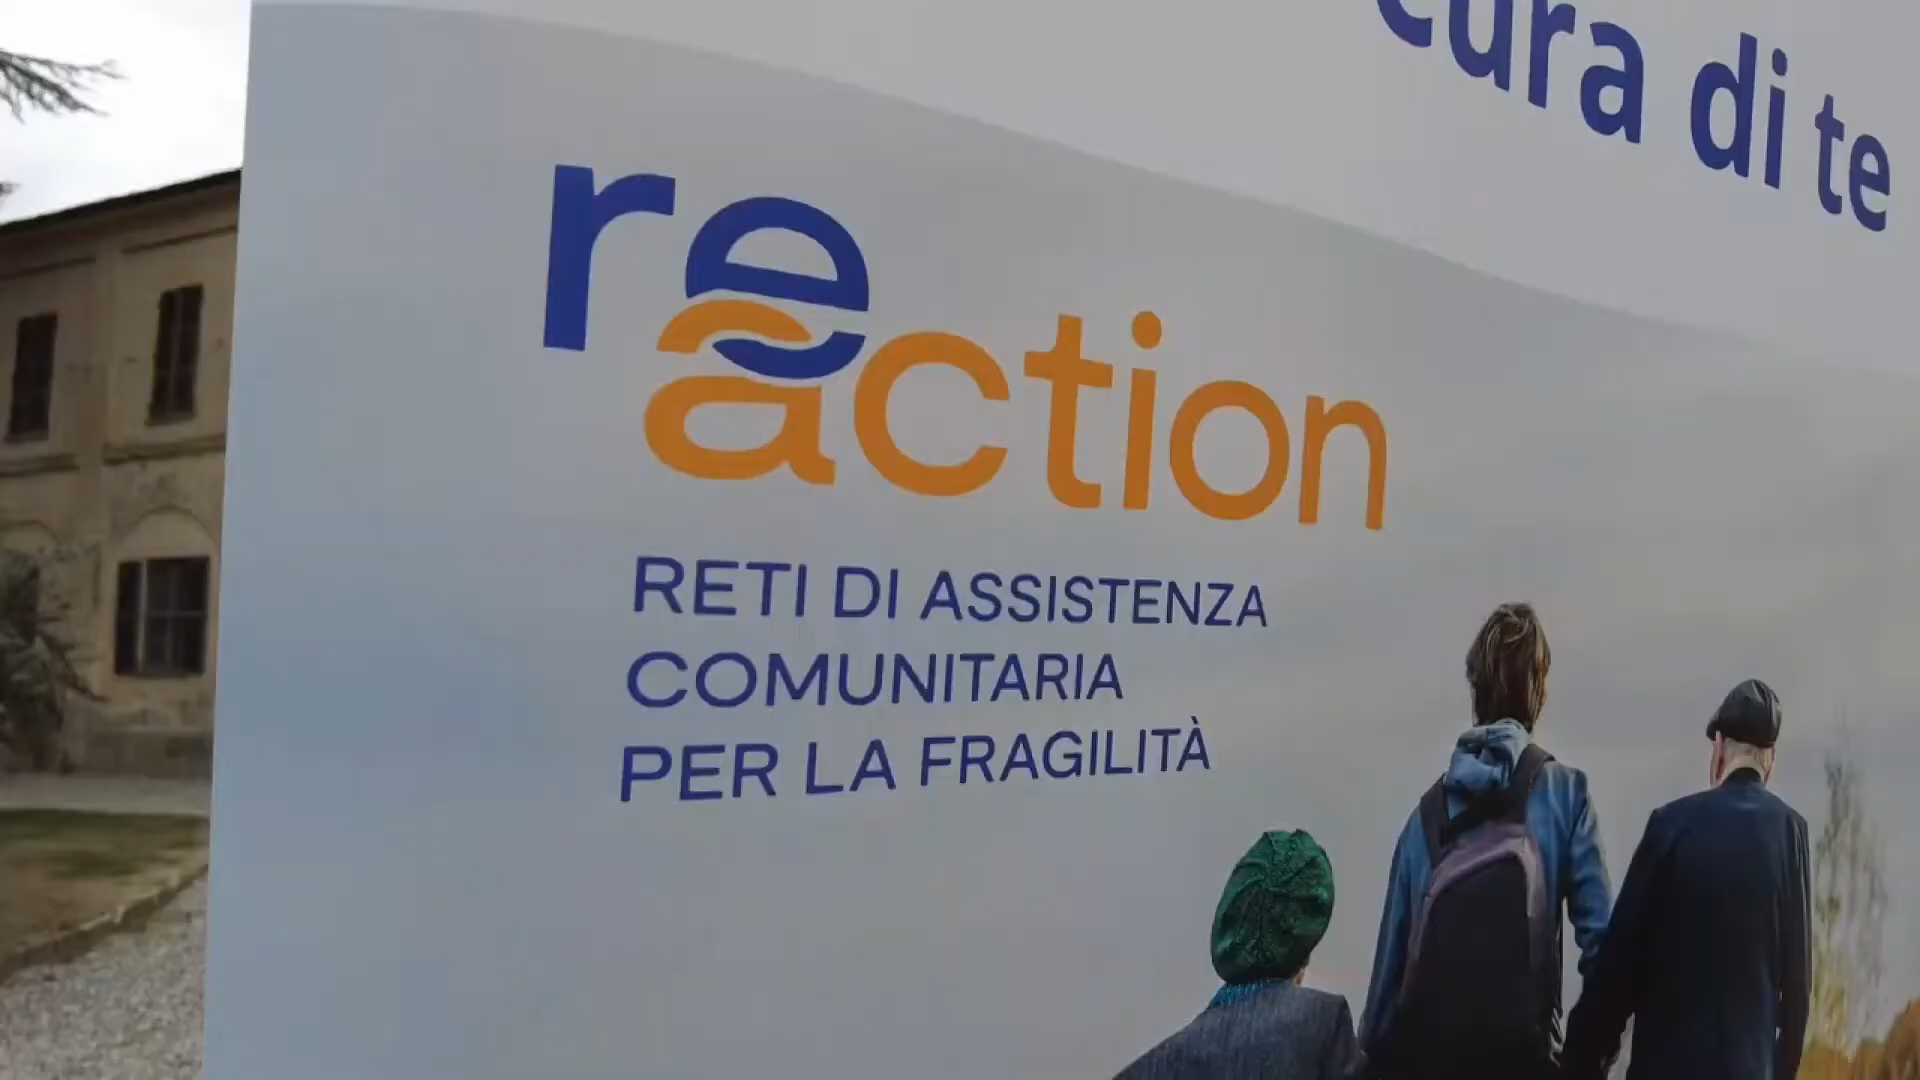 cura di te
re
action
RETI DI ASSISTENZA
COMUNITARIA
PER LA FRAGILITÀ